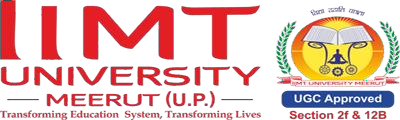 IIMT
UNIVERSITY
MEERUT (U.P.)
Transforming Education System, Transforming Lives
IIMT UNIVERSITY MEERUT
UGC Approved
Section 2f & 12B